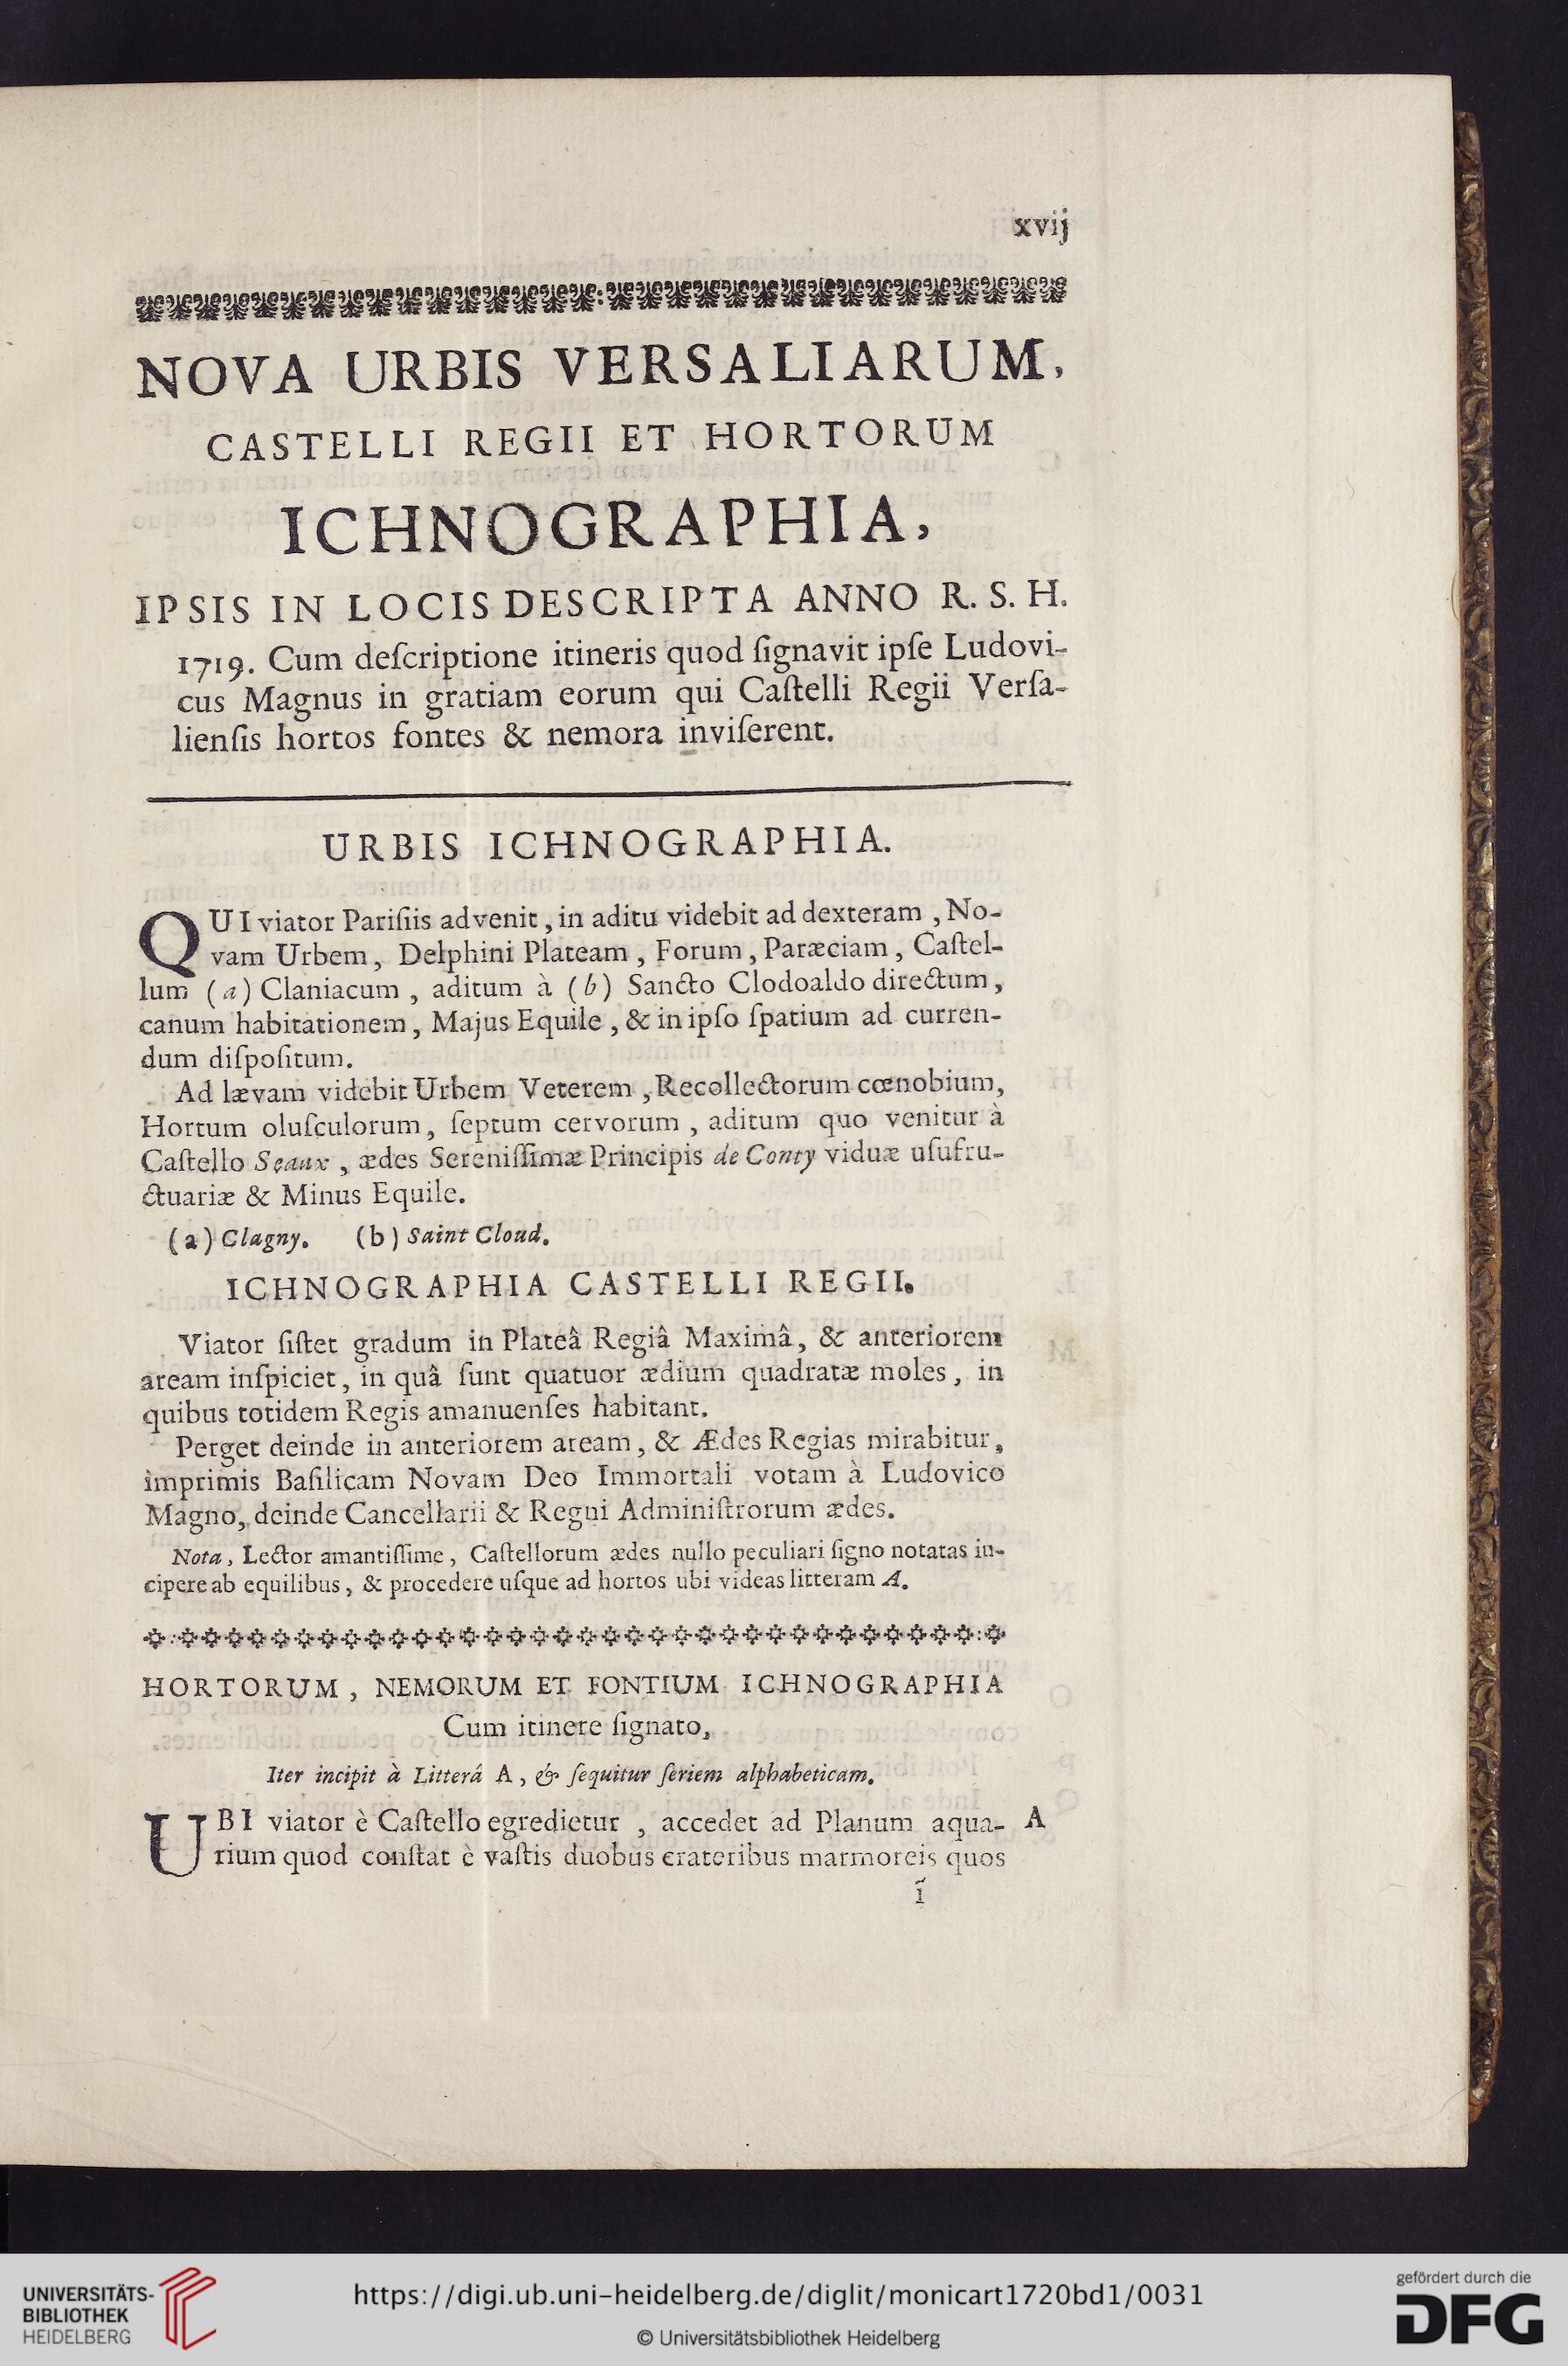 xvij
NOVA URBIS VERSALIARUM,
CASTELLI REGII ET HORTORUM
ICHNOGRAPHIA,
IPSIS IN LOCIS DESCRIPTA ANNO R. S. H.
1719. Cum deſcriptione itineris quod ſignavit ipſe Ludovi-
cus Magnus in gratiam eorum qui Caſtelli Regii Verſa-
lienſis hortos fontes & nemora inviſerent.
URBIS ICHNOGRAPHIA.
QUI viator Pariſiis advenit, in aditu videbit ad dexteram, No-
vam Urbem, Delphini Plateam, Forum, Paræciam, Caſtel-
lum (a) Claniacum, aditum à (b) Sancto Clodoaldo directum,
canum habitationem, Majus Equile, & in ipſo ſpatium ad curren-
dum diſpoſitum.
Ad lævam videbit Urbem Veterem, Recollectorum cœnobium,
Hortum oluſculorum, ſeptum cervorum, aditum quo venitur à
Caſtello Sçaux, ædes Sereniſſimæ Principis de Conty viduæ uſufru-
ctuariæ & Minus Equile.
(a) Clagny. (b) Saint Cloud.
ICHNOGRAPHIA CASTELLI REGII.
Viator ſiſtet gradum in Plateâ Regiâ Maximâ, & anteriorem
aream inſpiciet, in quâ ſunt quatuor ædium quadratæ moles, in
quibus totidem Regis amanuenſes habitant.
Perget deinde in anteriorem aream, & Ædes Regias mirabitur,
imprimis Baſilicam Novam Deo Immortali votam à Ludovico
Magno, deinde Cancellarii & Regni Adminiſtrorum ædes.
Nota, Lector amantiſſime, Caſtellorum ædes nullo peculiari ſigno notatas in-
cipere ab equilibus, & procedere uſque ad hortos ubi videas litteram A.
HORTORUM, NEMORUM ET FONTIUM ICHNOGRAPHIA
Cum itinere ſignato,
Iter incipit à Litterâ A, & ſequitur ſeriem alphabeticam.
UBI viator è Caſtello egredietur, accedet ad Planum aqua- A
rium quod conſtat è vaſtis duobus crateribus marmoreis quos
ĩ
UNIVERSITÄTS-
BIBLIOTHEK
HEIDELBERG
https://digi.ub.uni-heidelberg.de/diglit/monicart1720bd1/0031
© Universitätsbibliothek Heidelberg
gefördert durch die
DFG